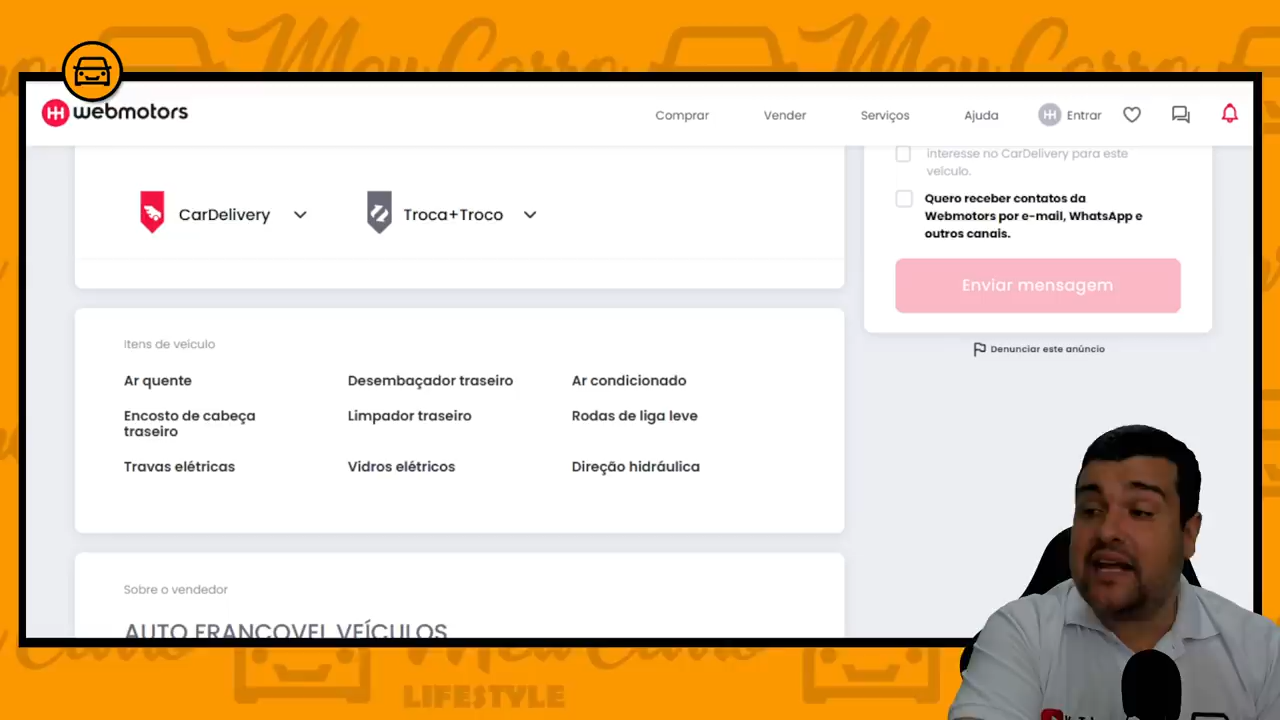 webmotors
Comprar
Vender
Serviços
Ajuda
Entrar
interesse no CarDelivery para este
veículo.
CarDelivery
Troca+Troco
Quero receber contatos da
Webmotors por e-mail, WhatsApp e
outros canais.
Enviar mensagem
Denunciar este anúncio
Itens de veículo
Ar quente
Desembaçador traseiro
Ar condicionado
Encosto de cabeça
traseiro
Limpador traseiro
Rodas de liga leve
Travas elétricas
Vidros elétricos
Direção hidráulica
Sobre o vendedor
AUTO FRANCOVEL VEÍCULOS
Meu Carro
LIFESTYLE